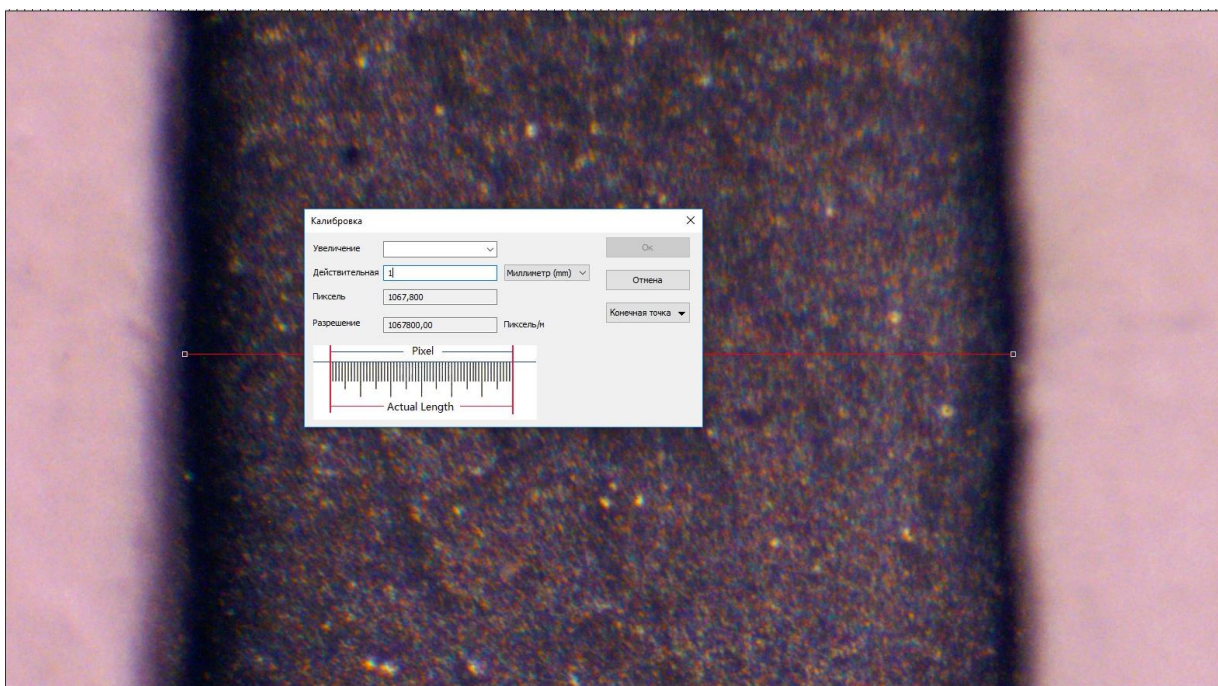 Калибровка
Увеличение
Ок
Действительная 1 Миллиметр (mm)
Отмена
Пиксель 1067,800
Конечная точка
Разрешение 1067800,00 Пиксель/м
Pixel
Actual Length